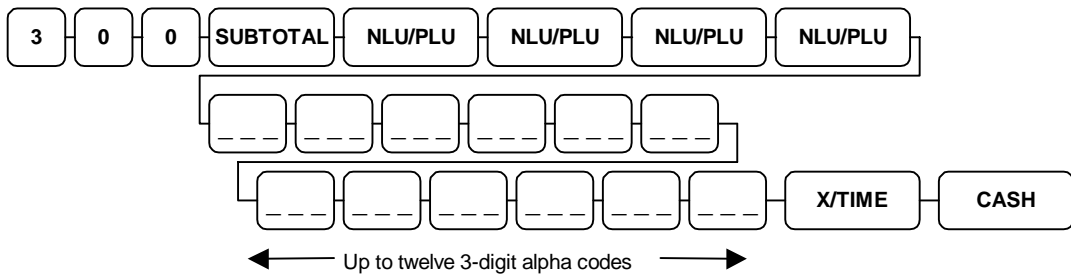 3 0 0 SUBTOTAL NLU/PLU NLU/PLU NLU/PLU NLU/PLU
_ _ _ _ _ _ _ _ _ _ _ _ _ _ _ _ _ _
_ _ _ _ _ _ _ _ _ _ _ _ _ _ _ _ _ _ X/TIME CASH
Up to twelve 3-digit alpha codes